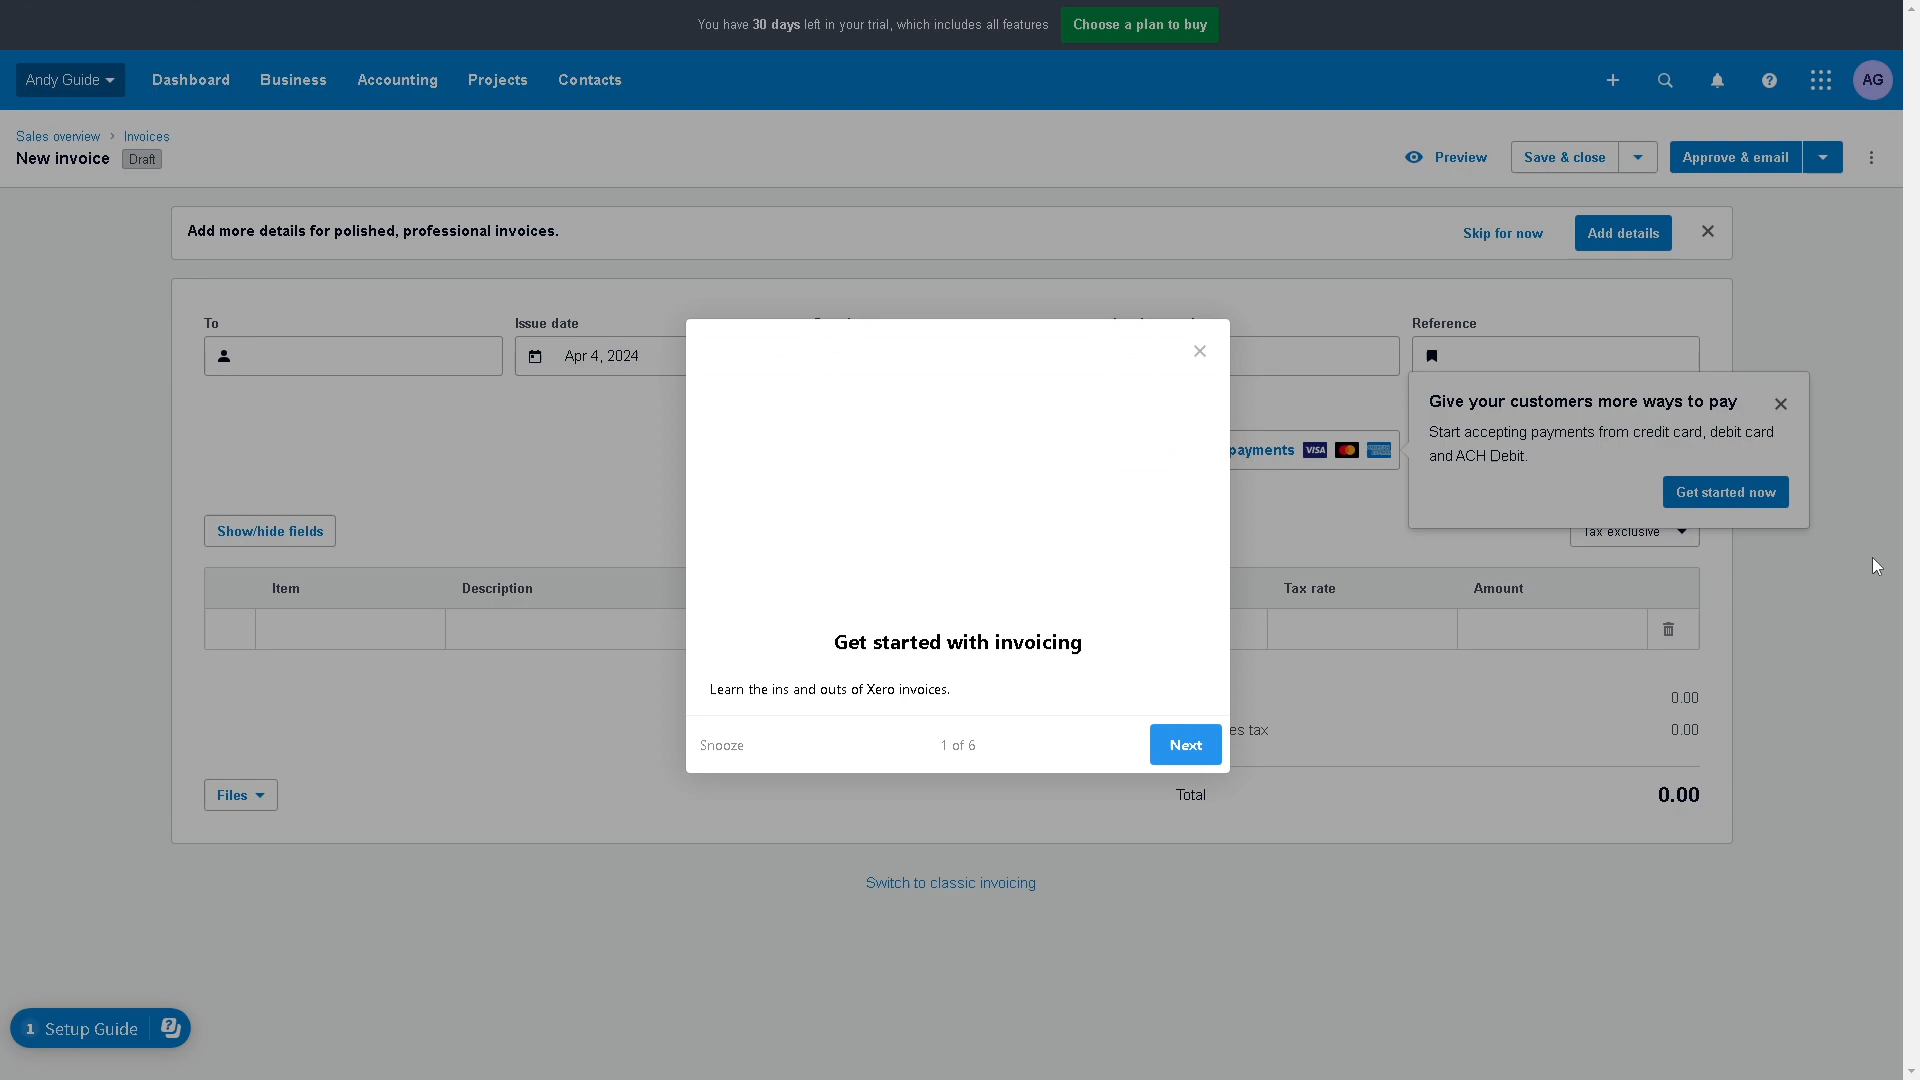 You have 30 days left in your trial, which includes all features
Choose a plan to buy
Andy Guide
Dashboard
Business
Accounting
Projects
Contacts
AG
Sales overview
Invoices
New invoice
Draft
Preview
Save & close
Approve & email
Add more details for polished, professional invoices.
Skip for now
Add details
To
Issue date
Reference
Apr 4, 2024
Give your customers more ways to pay
Start accepting payments from credit card, debit card
and ACH Debit.
Get started now
payments
VISA
Show/hide fields
Tax exclusive
Item
Description
Tax rate
Amount
Get started with invoicing
Learn the ins and outs of Xero invoices.
Snooze
1 of 6
Next
0.00
es tax
0.00
Files
Total
0.00
Switch to classic invoicing
1 Setup Guide